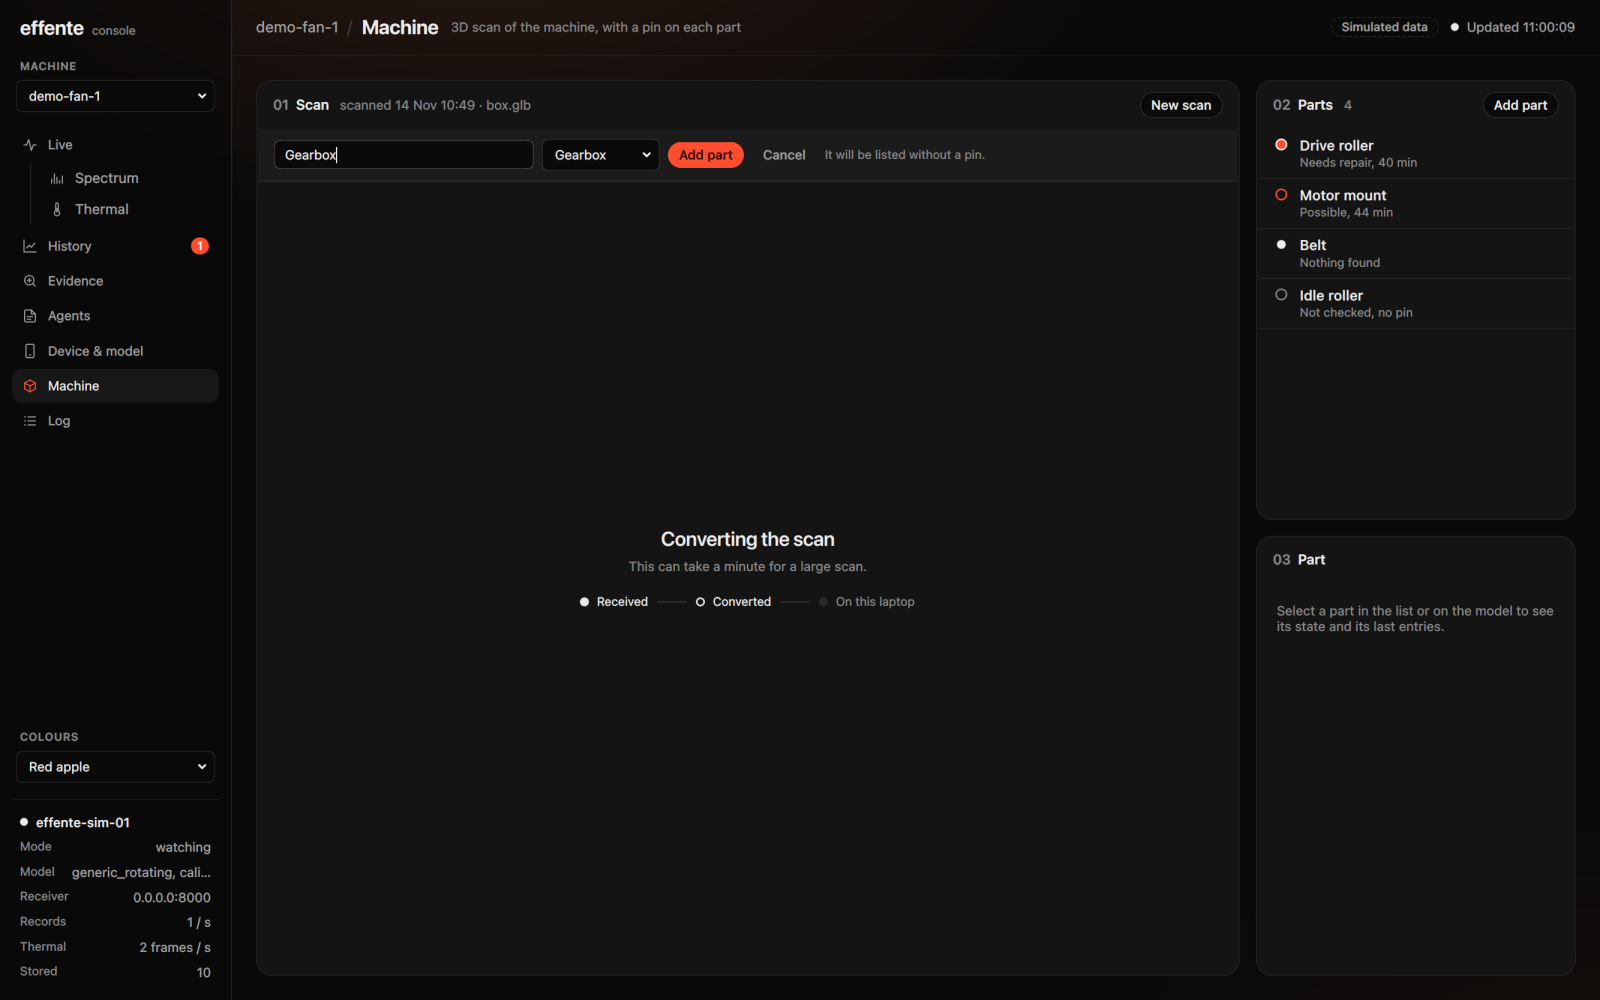 effente console
MACHINE
demo-fan-1
Live
Spectrum
Thermal
History 1
Evidence
Agents
Device & model
Machine
Log
COLOURS
Red apple
effente-sim-01
Mode watching
Model generic_rotating, cali...
Receiver 0.0.0.0:8000
Records 1 / s
Thermal 2 frames / s
Stored 10
demo-fan-1 / Machine 3D scan of the machine, with a pin on each part
Simulated data Updated 11:00:09
01 Scan scanned 14 Nov 10:49 · box.glb New scan
Gearbox Gearbox Add part Cancel It will be listed without a pin.
Converting the scan
This can take a minute for a large scan.
Received Converted On this laptop
02 Parts 4 Add part
Drive roller
Needs repair, 40 min
Motor mount
Possible, 44 min
Belt
Nothing found
Idle roller
Not checked, no pin
03 Part
Select a part in the list or on the model to see
its state and its last entries.